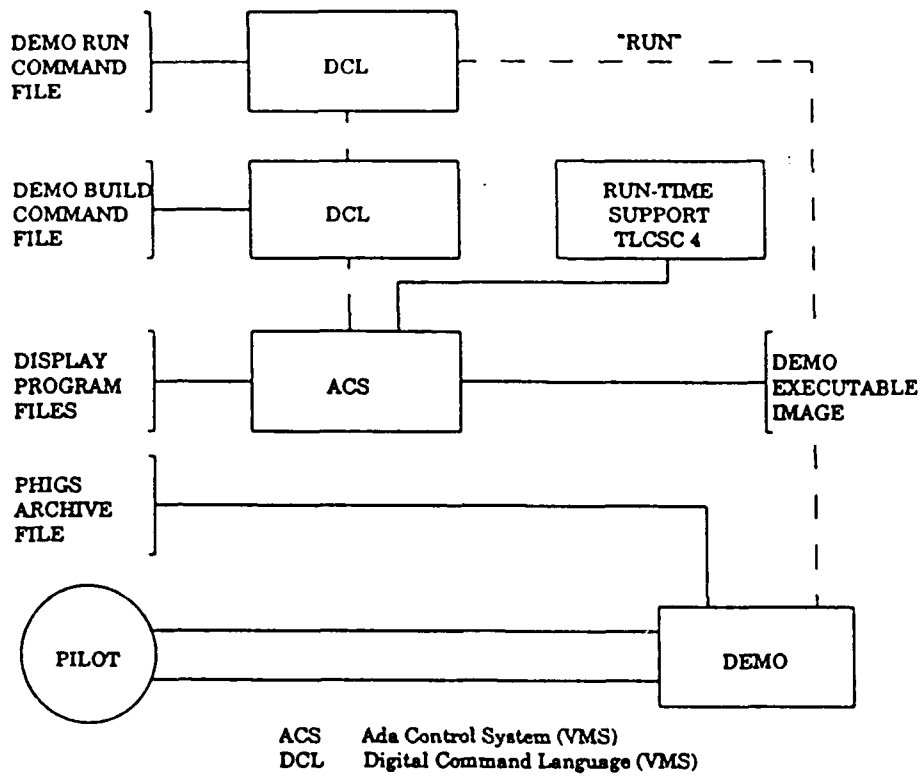 DEMO RUN
COMMAND
FILE
DCL
"RUN"
DEMO BUILD
COMMAND
FILE
DCL
RUN-TIME
SUPPORT
TLCSC 4
DISPLAY
PROGRAM
FILES
ACS
DEMO
EXECUTABLE
IMAGE
PHIGS
ARCHIVE
FILE
PILOT
DEMO
ACS Ada Control System (VMS)
DCL Digital Command Language (VMS)